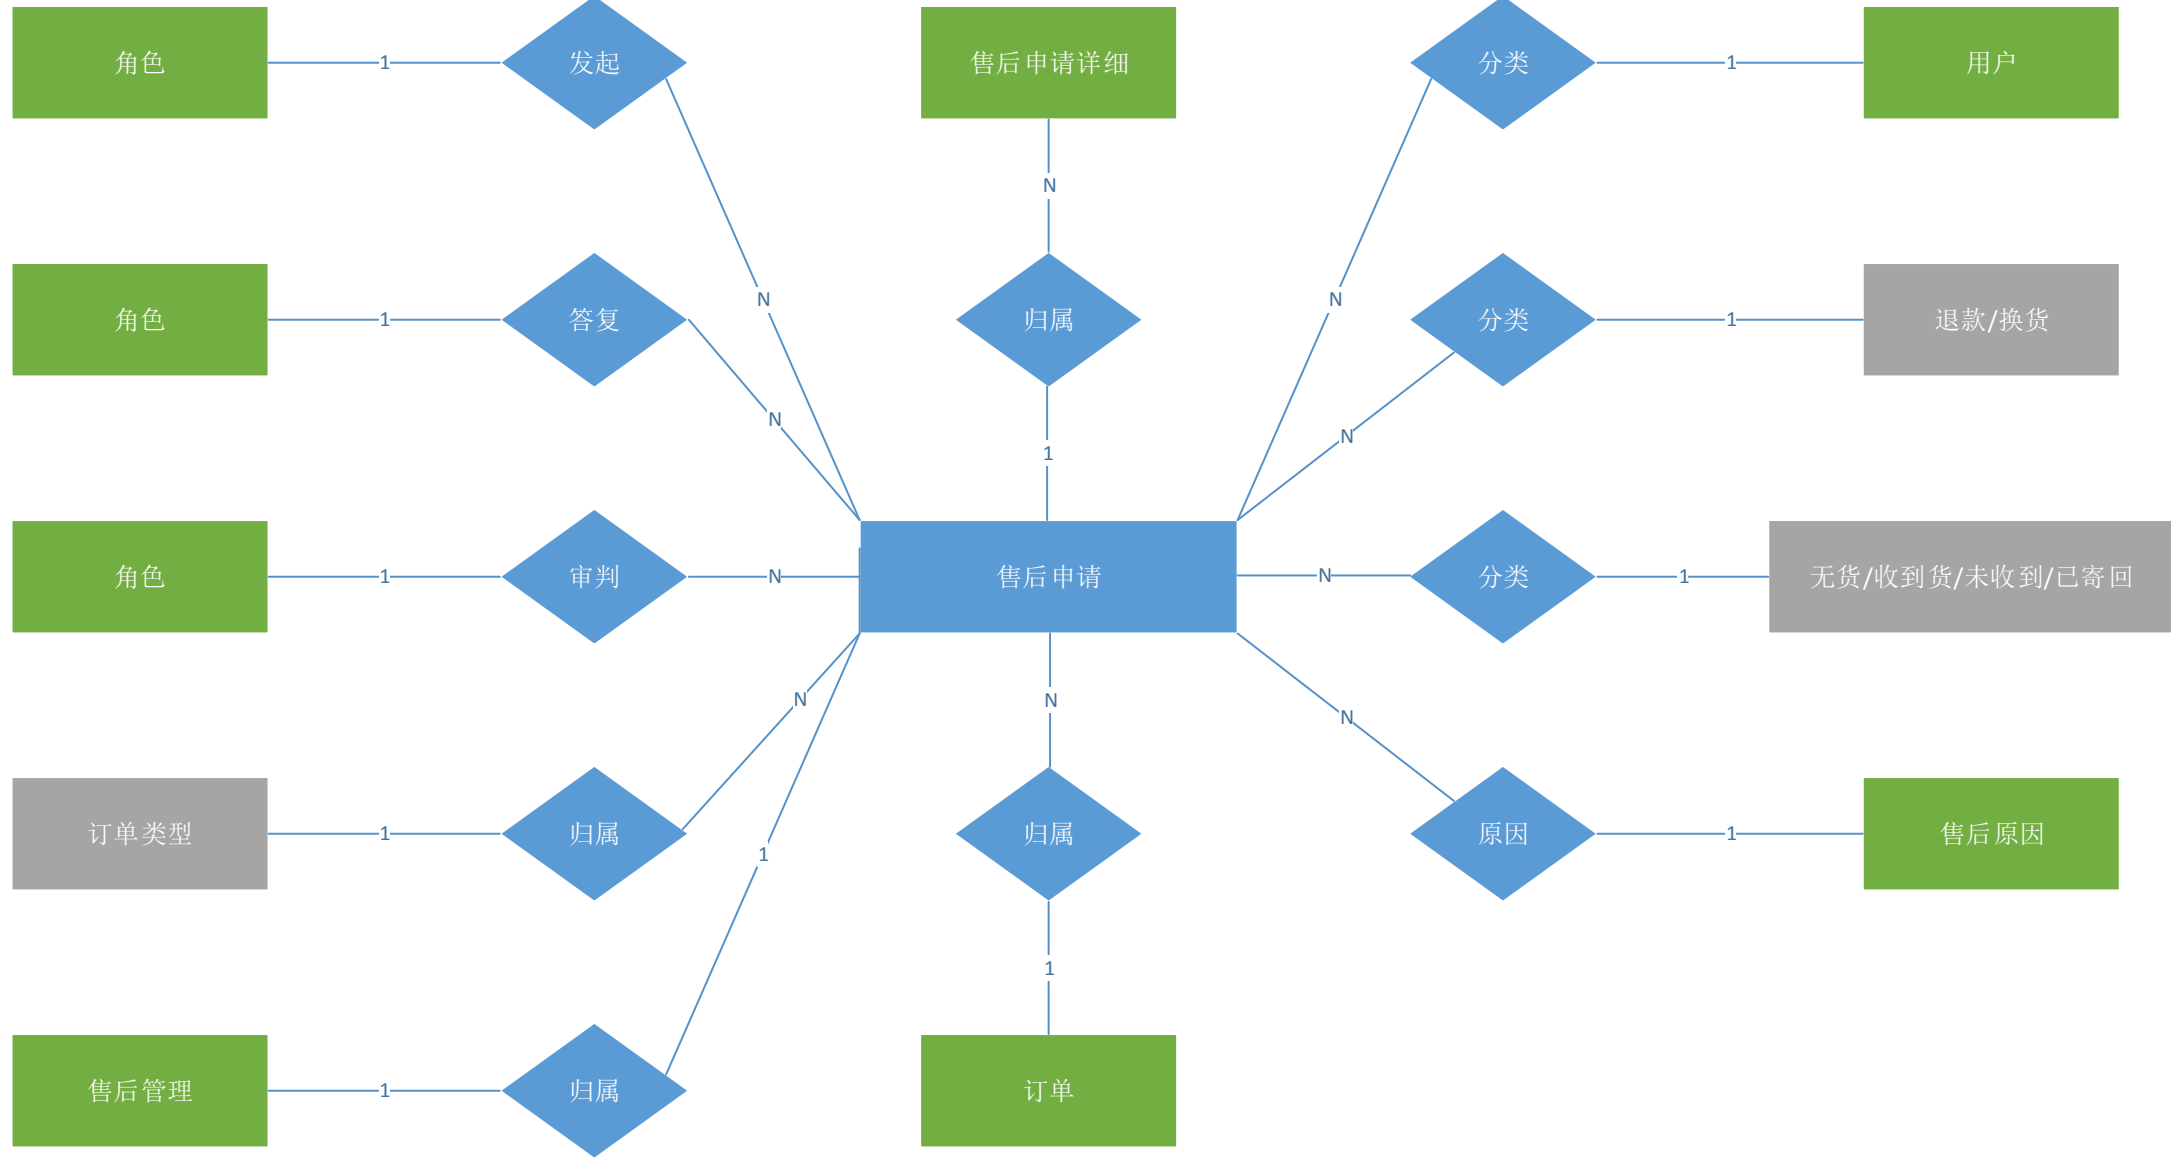 角色
1
发起
售后申请详细
分类
1
用户
N
N
N
角色
1
答复
归属
分类
1
退款/换货
N
N
1
角色
1
审判
N
售后申请
N
分类
1
无货/收到货/未收到/已寄回
N
N
N
订单类型
1
归属
1
归属
原因
1
售后原因
1
售后管理
1
归属
订单